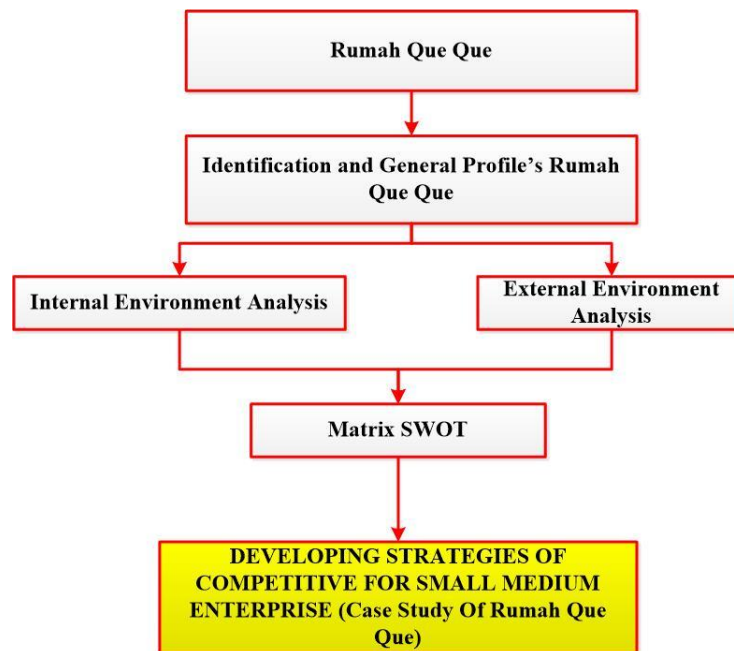 Rumah Que Que
Identification and General Profile’s Rumah
Que Que
Internal Environment Analysis
External Environment
Analysis
Matrix SWOT
DEVELOPING STRATEGIES OF
COMPETITIVE FOR SMALL MEDIUM
ENTERPRISE (Case Study Of Rumah Que
Que)